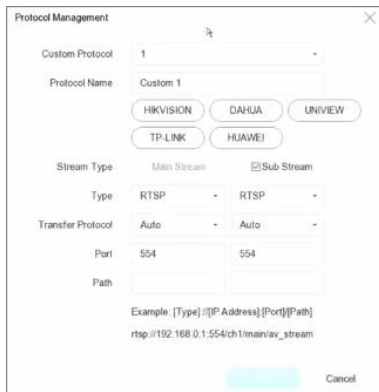 Protocol Management
Custom Protocol 1
Protocol Name Custom 1
HIKVISION DAHUA UNIVIEW
TP-LINK HUAWEI
Stream Type Main Stream Sub Stream
Type RTSP RTSP
Transfer Protocol Auto Auto
Port 554 554
Path
Example: [Type]://[IP Address]:[Port]/[Path]
rtsp://192.168.0.1:554/ch1/main/av_stream
Cancel